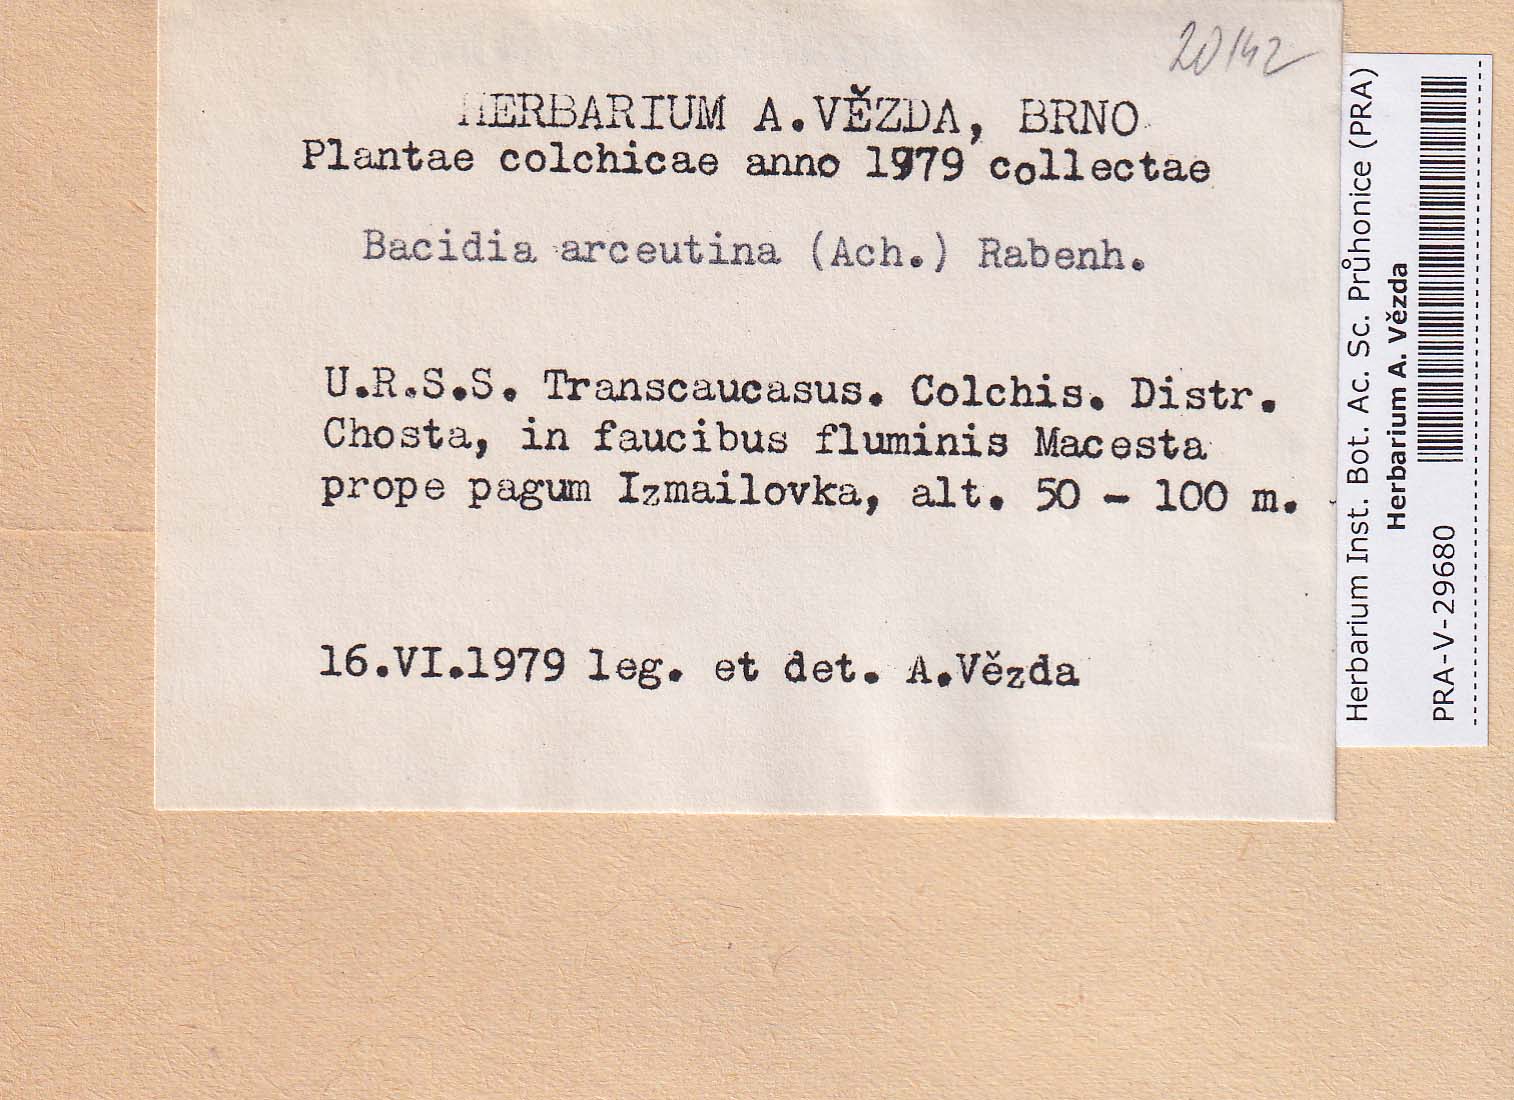 20142
HERBARIUM A.VĚZDA, BRNO
Plantae colchicae anno 1979 collectae
Bacidia arceutina (Ach.) Rabenh.
U.R.S.S. Transcaucasus. Colchis. Distr.
Chosta, in faucibus fluminis Macesta
prope pagum Izmailovka, alt. 50 - 100 m.
16.VI.1979 leg. et det. A.Vězda
Herbarium Inst. Bot. Ac. Sc. Průhonice (PRA)
Herbarium A. Vězda
PRA-V-29680